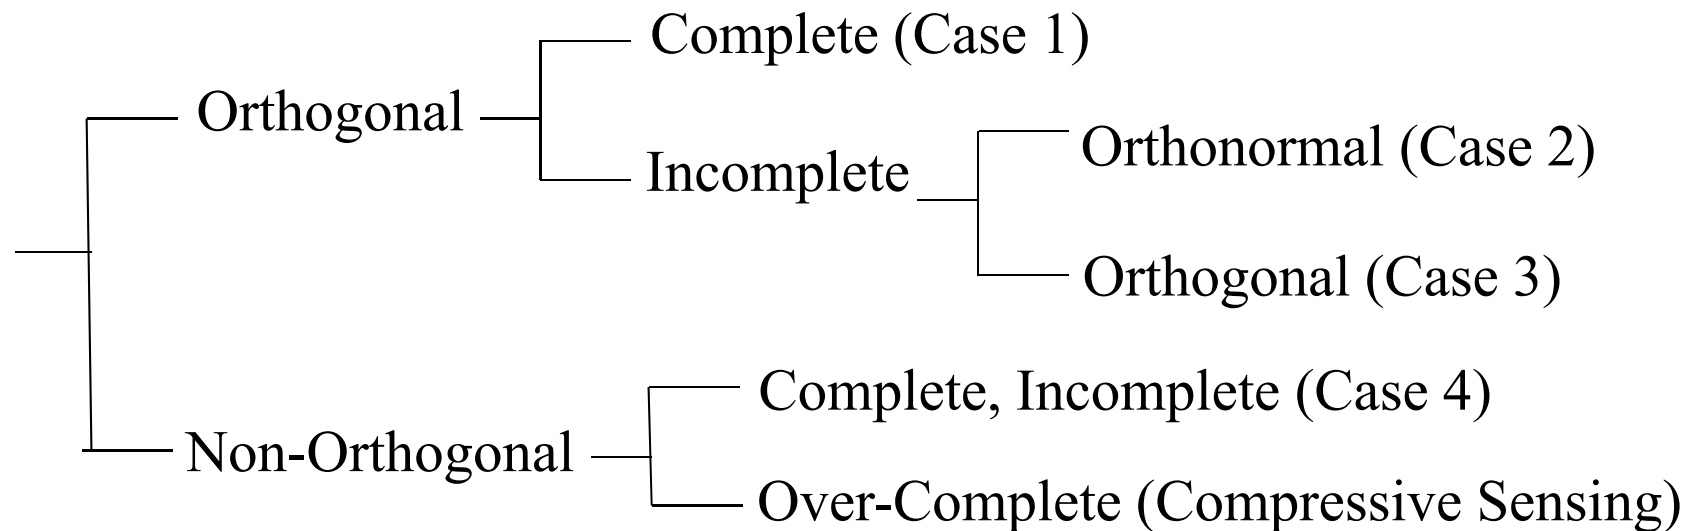 Complete (Case 1)
Orthogonal
Incomplete
Orthonormal (Case 2)
Orthogonal (Case 3)
Complete, Incomplete (Case 4)
Non-Orthogonal
Over-Complete (Compressive Sensing)